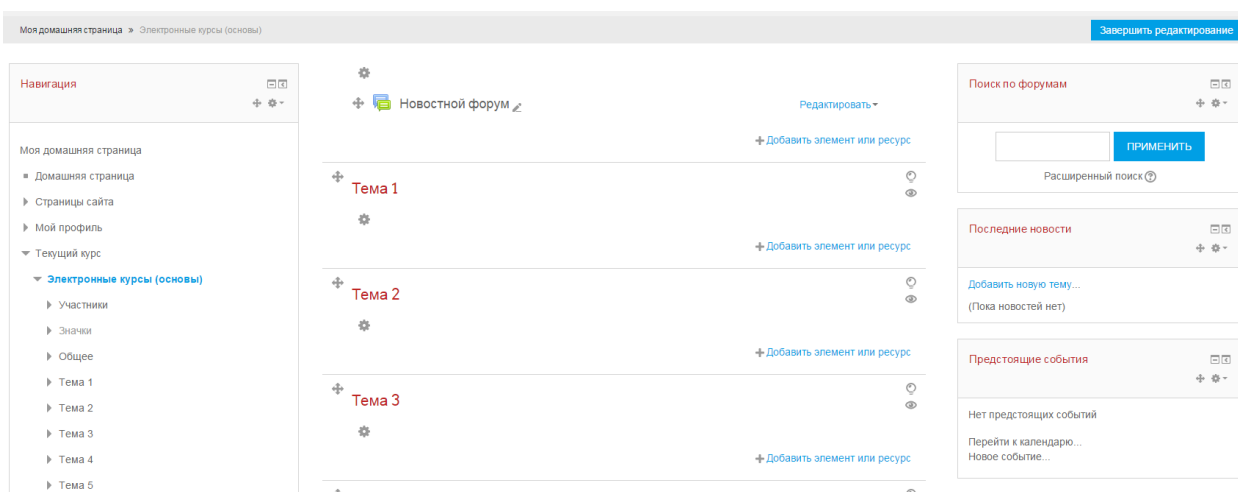 Моя домашняя страница » Электронные курсы (основы)
Завершить редактирование
Навигация
Моя домашняя страница
Домашняя страница
Страницы сайта
Мой профиль
Текущий курс
Электронные курсы (основы)
Участники
Значки
Общее
Тема 1
Тема 2
Тема 3
Тема 4
Тема 5
Новостной форум
Редактировать
Добавить элемент или ресурс
Тема 1
Добавить элемент или ресурс
Тема 2
Добавить элемент или ресурс
Тема 3
Добавить элемент или ресурс
Поиск по форумам
ПРИМЕНИТЬ
Расширенный поиск
Последние новости
Добавить новую тему...
(Пока новостей нет)
Предстоящие события
Нет предстоящих событий
Перейти к календарю...
Новое событие...